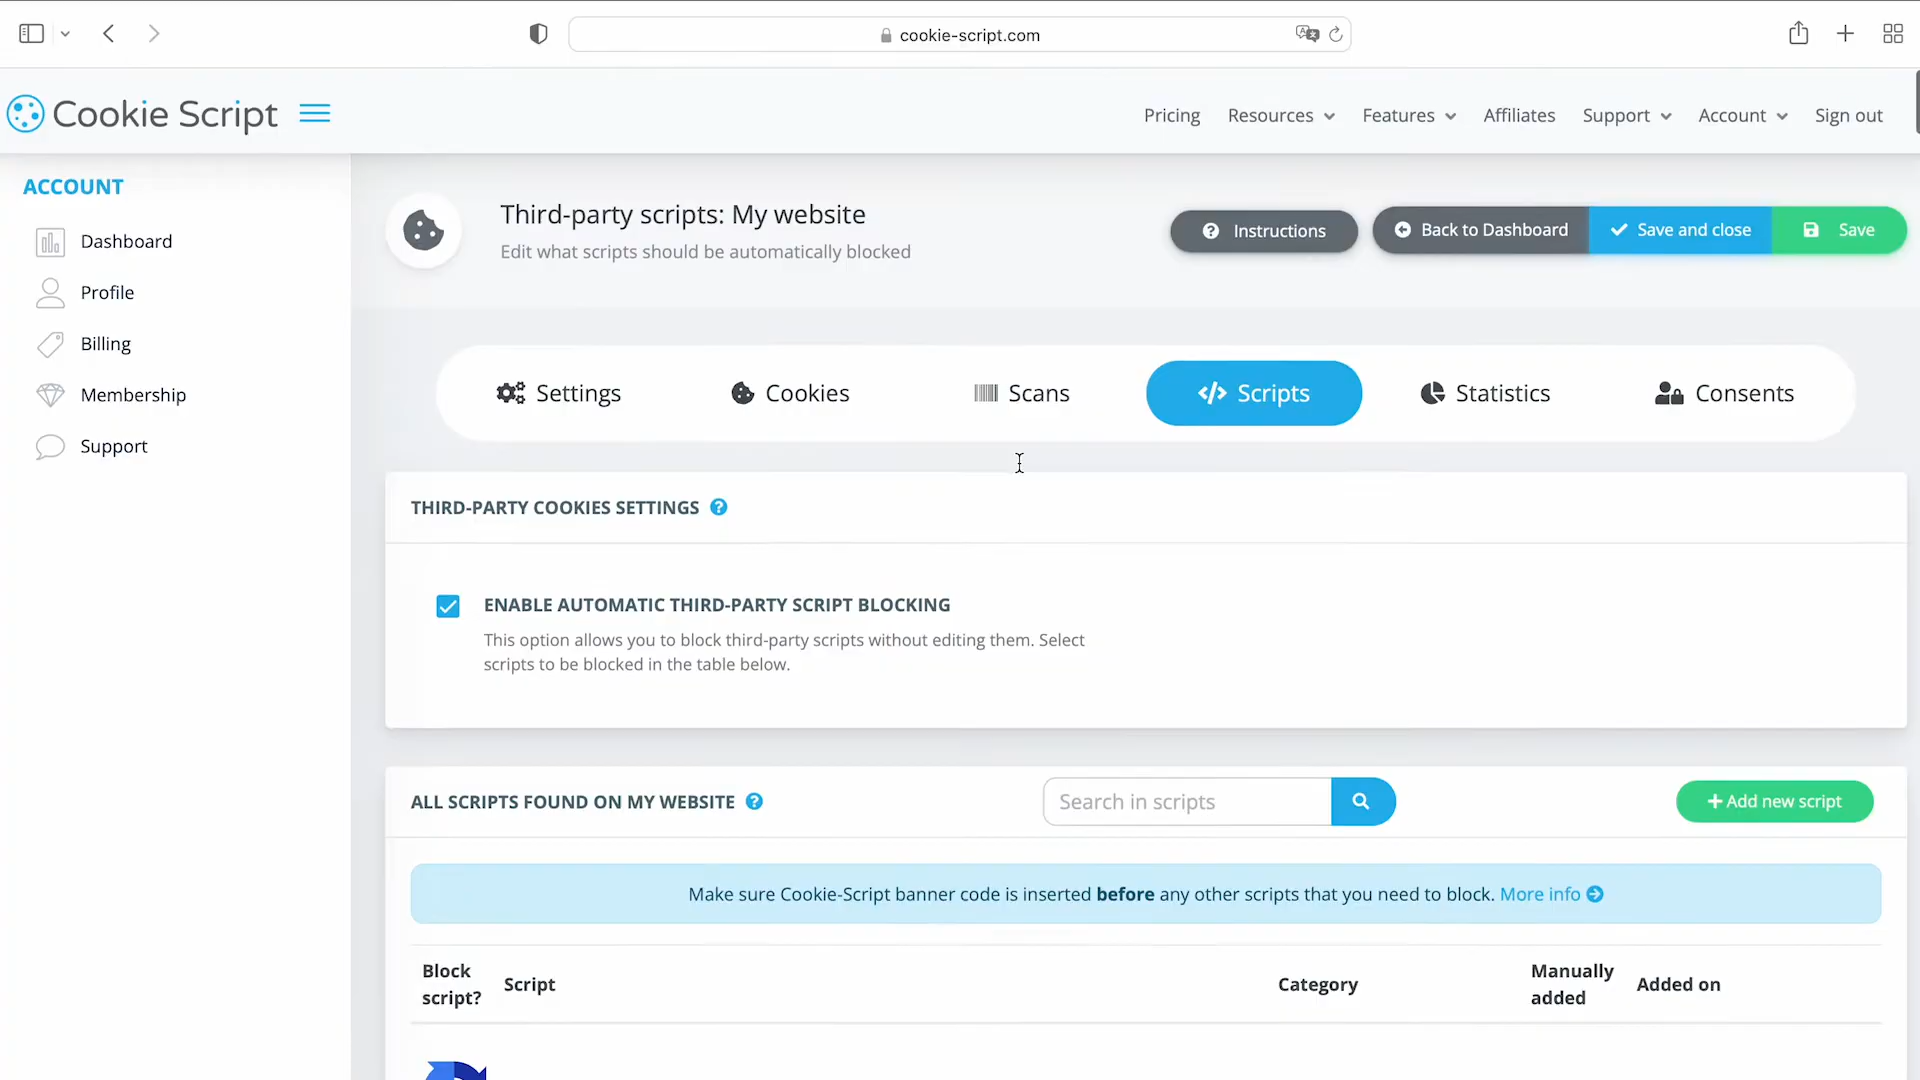 cookie-script.com
Cookie Script
Pricing
Resources
Features
Affiliates
Support
Account
Sign out
ACCOUNT
Dashboard
Profile
Billing
Membership
Support
Third-party scripts: My website
Edit what scripts should be automatically blocked
Instructions
Back to Dashboard
Save and close
Save
Settings
Cookies
Scans
Scripts
Statistics
Consents
THIRD-PARTY COOKIES SETTINGS
ENABLE AUTOMATIC THIRD-PARTY SCRIPT BLOCKING
This option allows you to block third-party scripts without editing them. Select
scripts to be blocked in the table below.
ALL SCRIPTS FOUND ON MY WEBSITE
Search in scripts
Add new script
Make sure Cookie-Script banner code is inserted before any other scripts that you need to block. More info
Block
script?
Script
Category
Manually
added
Added on